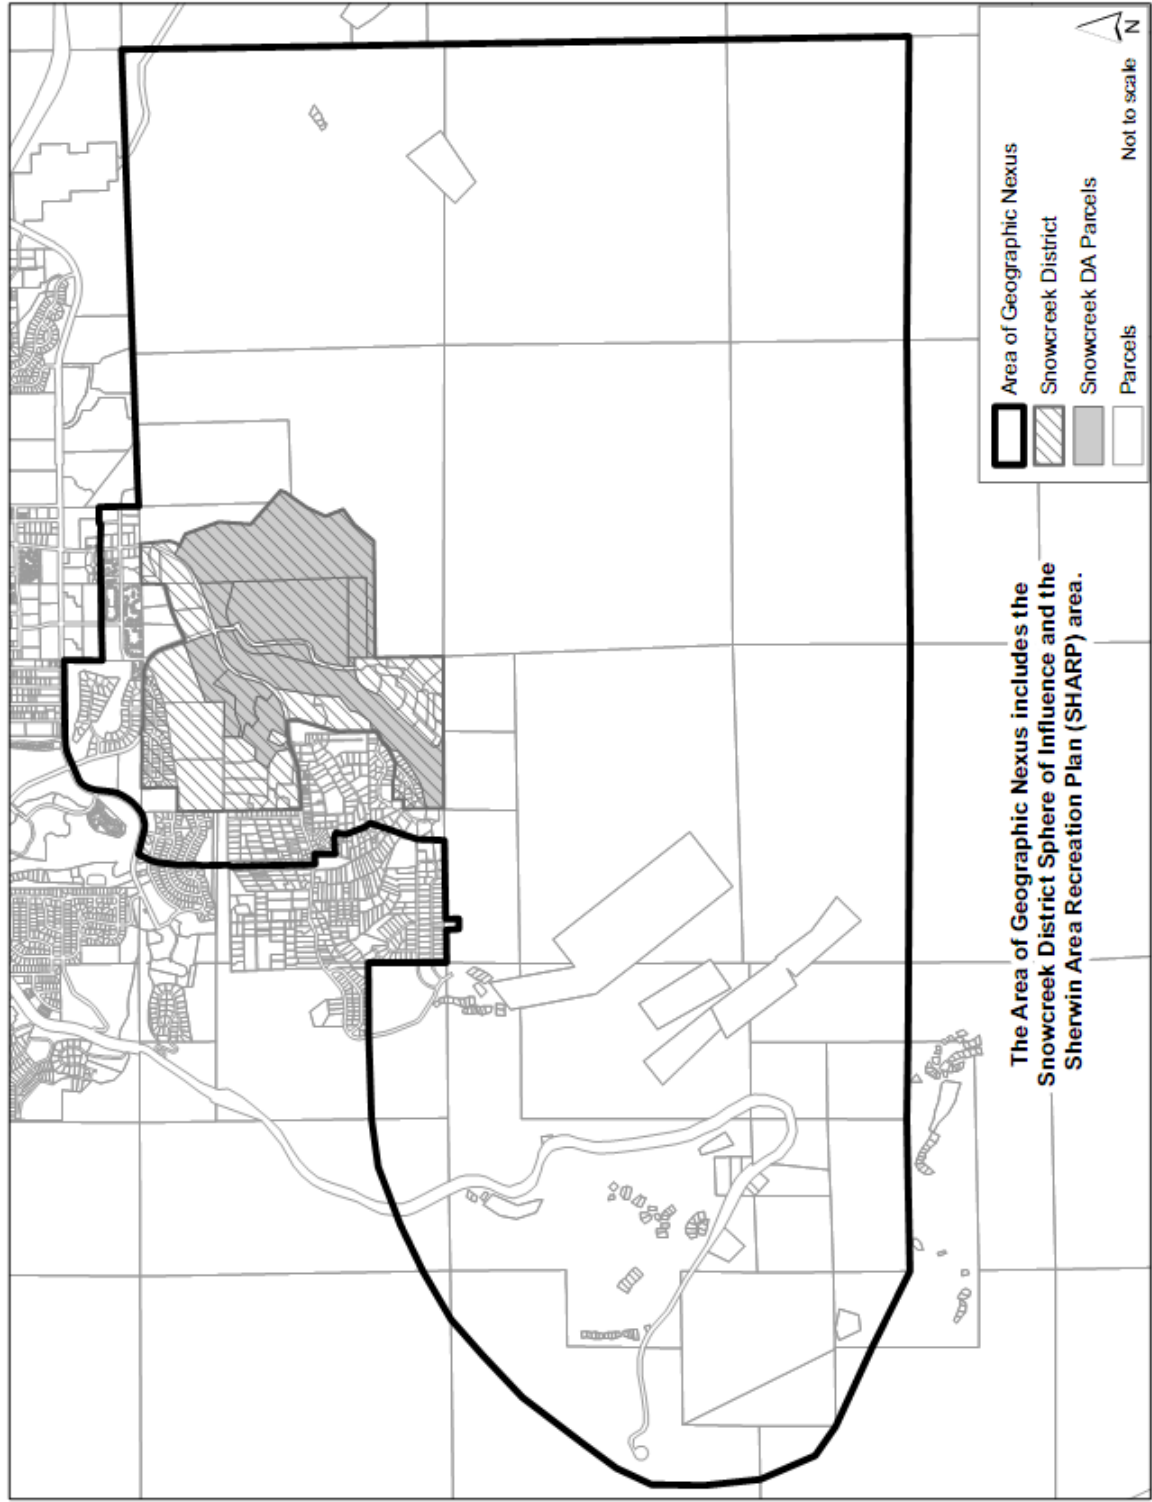 The Area of Geographic Nexus includes the
Snowcreek District Sphere of Influence and the
Sherwin Area Recreation Plan (SHARP) area.
Area of Geographic Nexus
Snowcreek District
Snowcreek DA Parcels
Parcels
Not to scale
N